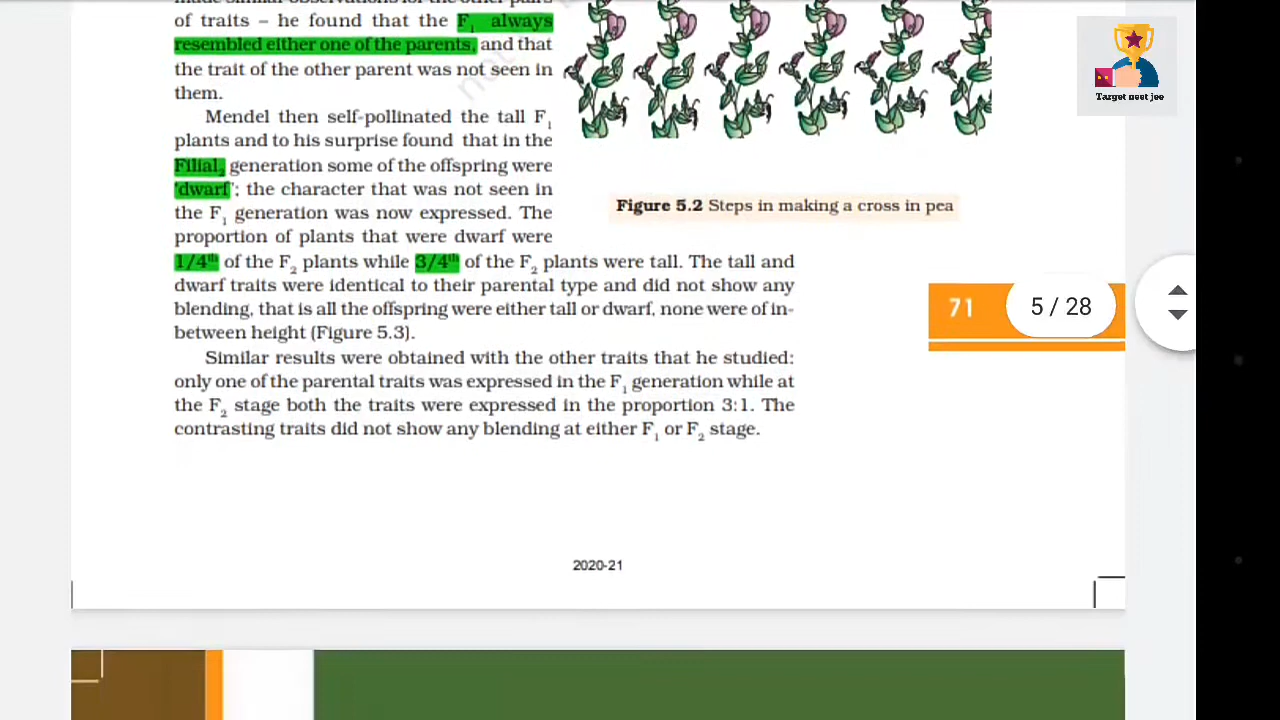 made similar observations for the other pairs
of traits – he found that the F1 always
resembled either one of the parents, and that
the trait of the other parent was not seen in
them.
Mendel then self-pollinated the tall F1
plants and to his surprise found that in the
Filial2 generation some of the offspring were
‘dwarf’; the character that was not seen in
the F1 generation was now expressed. The
proportion of plants that were dwarf were
1/4th of the F2 plants while 3/4th of the F2 plants were tall. The tall and
dwarf traits were identical to their parental type and did not show any
blending, that is all the offspring were either tall or dwarf, none were of in-
between height (Figure 5.3).
Similar results were obtained with the other traits that he studied:
only one of the parental traits was expressed in the F1 generation while at
the F2 stage both the traits were expressed in the proportion 3:1. The
contrasting traits did not show any blending at either F1 or F2 stage.
Figure 5.2 Steps in making a cross in pea
71
5 / 28
2020-21
Target neet jee